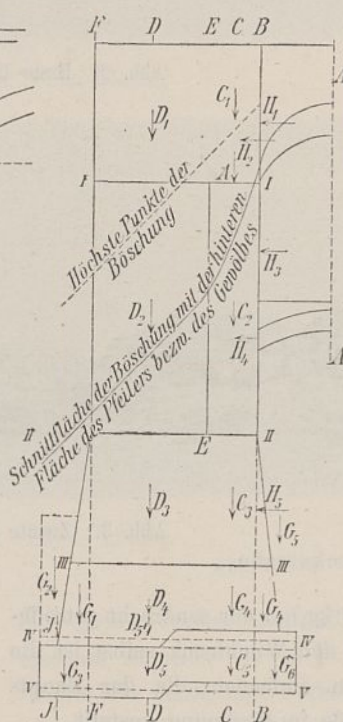 F D E C B
A
C₁
D₁
H₁
H₂
I A I
Höchste Punkte der
Böschung
H₃
Schnittfläche der Böschung mit der hinteren
Fläche des Pfeilers bezw. des Gewölbes
D₂
C₂
H₄
A
II E II
D₃
C₃
H₅
G₅
III III
G₂
G₁
D₄
G₄
J
IV IV
D₅
C₅
G₃
G₆
V V
J F D C B